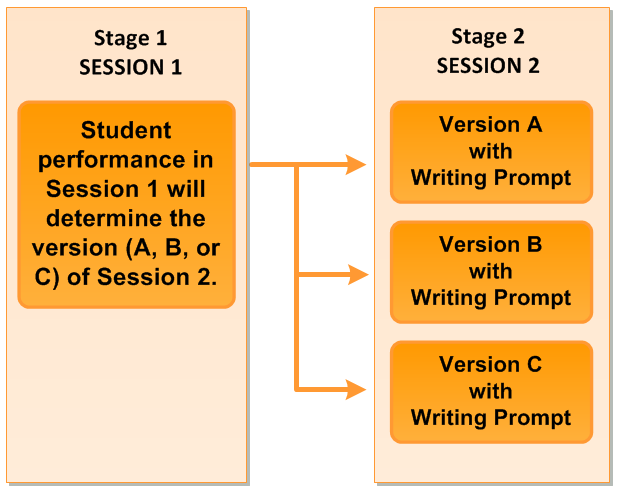 Stage 1
SESSION 1
Student
performance in
Session 1 will
determine the
version (A, B, or
C) of Session 2.
Stage 2
SESSION 2
Version A
with
Writing Prompt
Version B
with
Writing Prompt
Version C
with
Writing Prompt